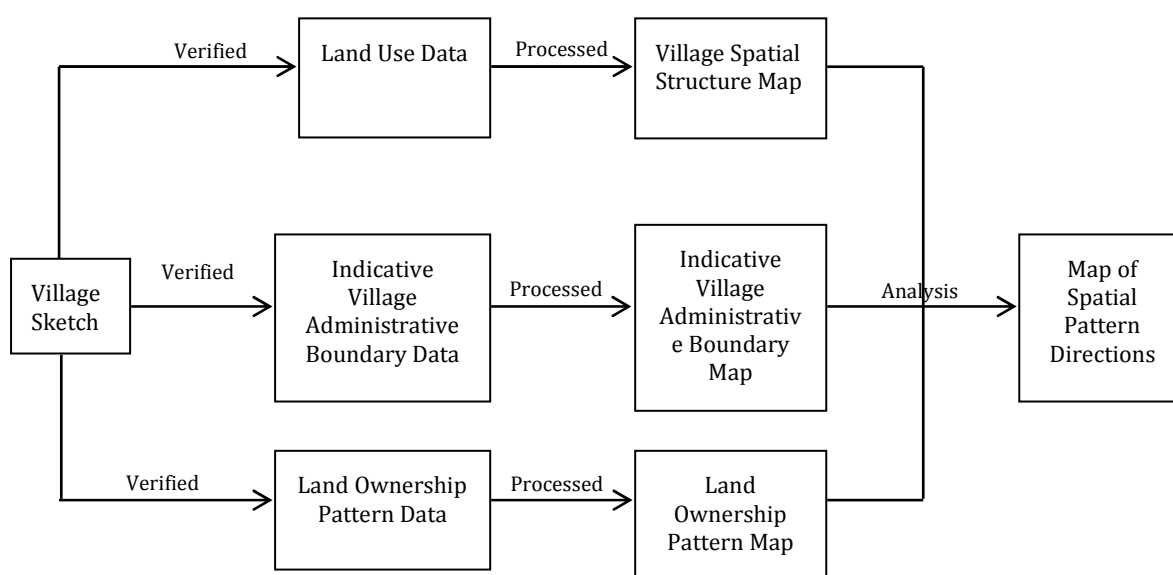 Verified
Land Use Data
Processed
Village Spatial
Structure Map
Village
Sketch
Verified
Indicative
Village
Administrative
Boundary Data
Processed
Indicative
Village
Administrativ
e Boundary
Map
Analysis
Map of
Spatial
Pattern
Directions
Verified
Land Ownership
Pattern Data
Processed
Land
Ownership
Pattern Map